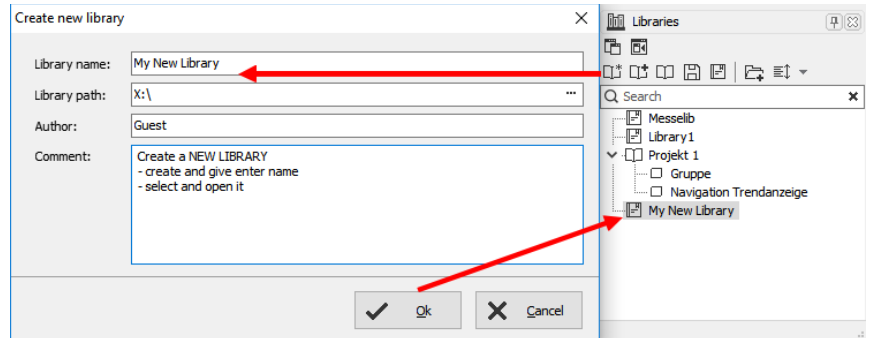 Create new library
Library name: My New Library
Library path: X:\ ...
Author: Guest
Comment: Create a NEW LIBRARY
- create and give enter name
- select and open it
Ok
Cancel
Libraries
Search
Messelib
Library1
Projekt 1
Gruppe
Navigation Trendanzeige
My New Library